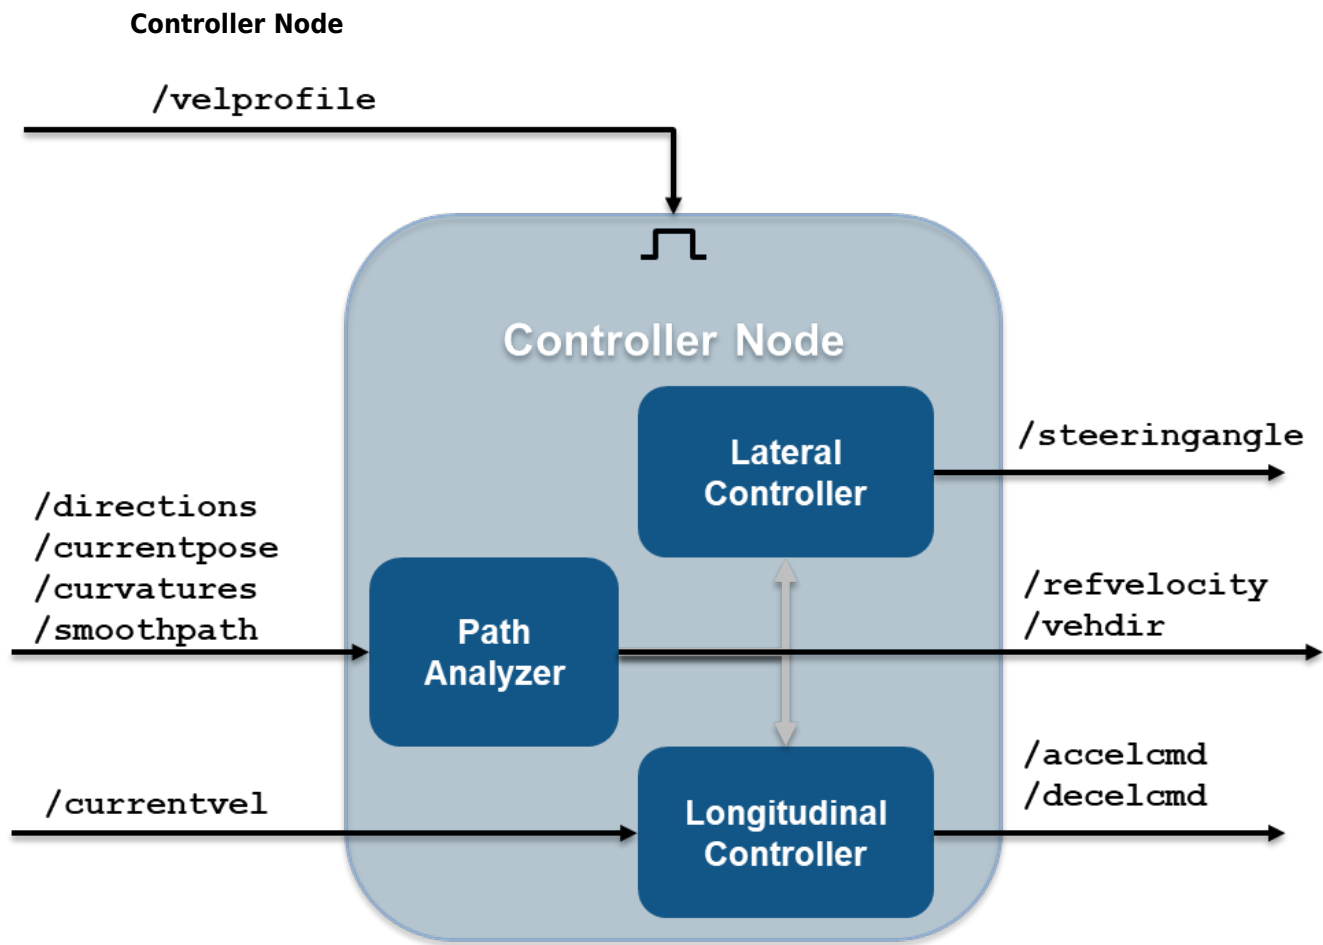 Controller Node
/velprofile
Controller Node
Lateral
Controller
/steeringangle
/directions
/currentpose
/curvatures
/smoothpath
Path
Analyzer
/refvelocity
/vehdir
/currentvel
Longitudinal
Controller
/accelcmd
/decelcmd